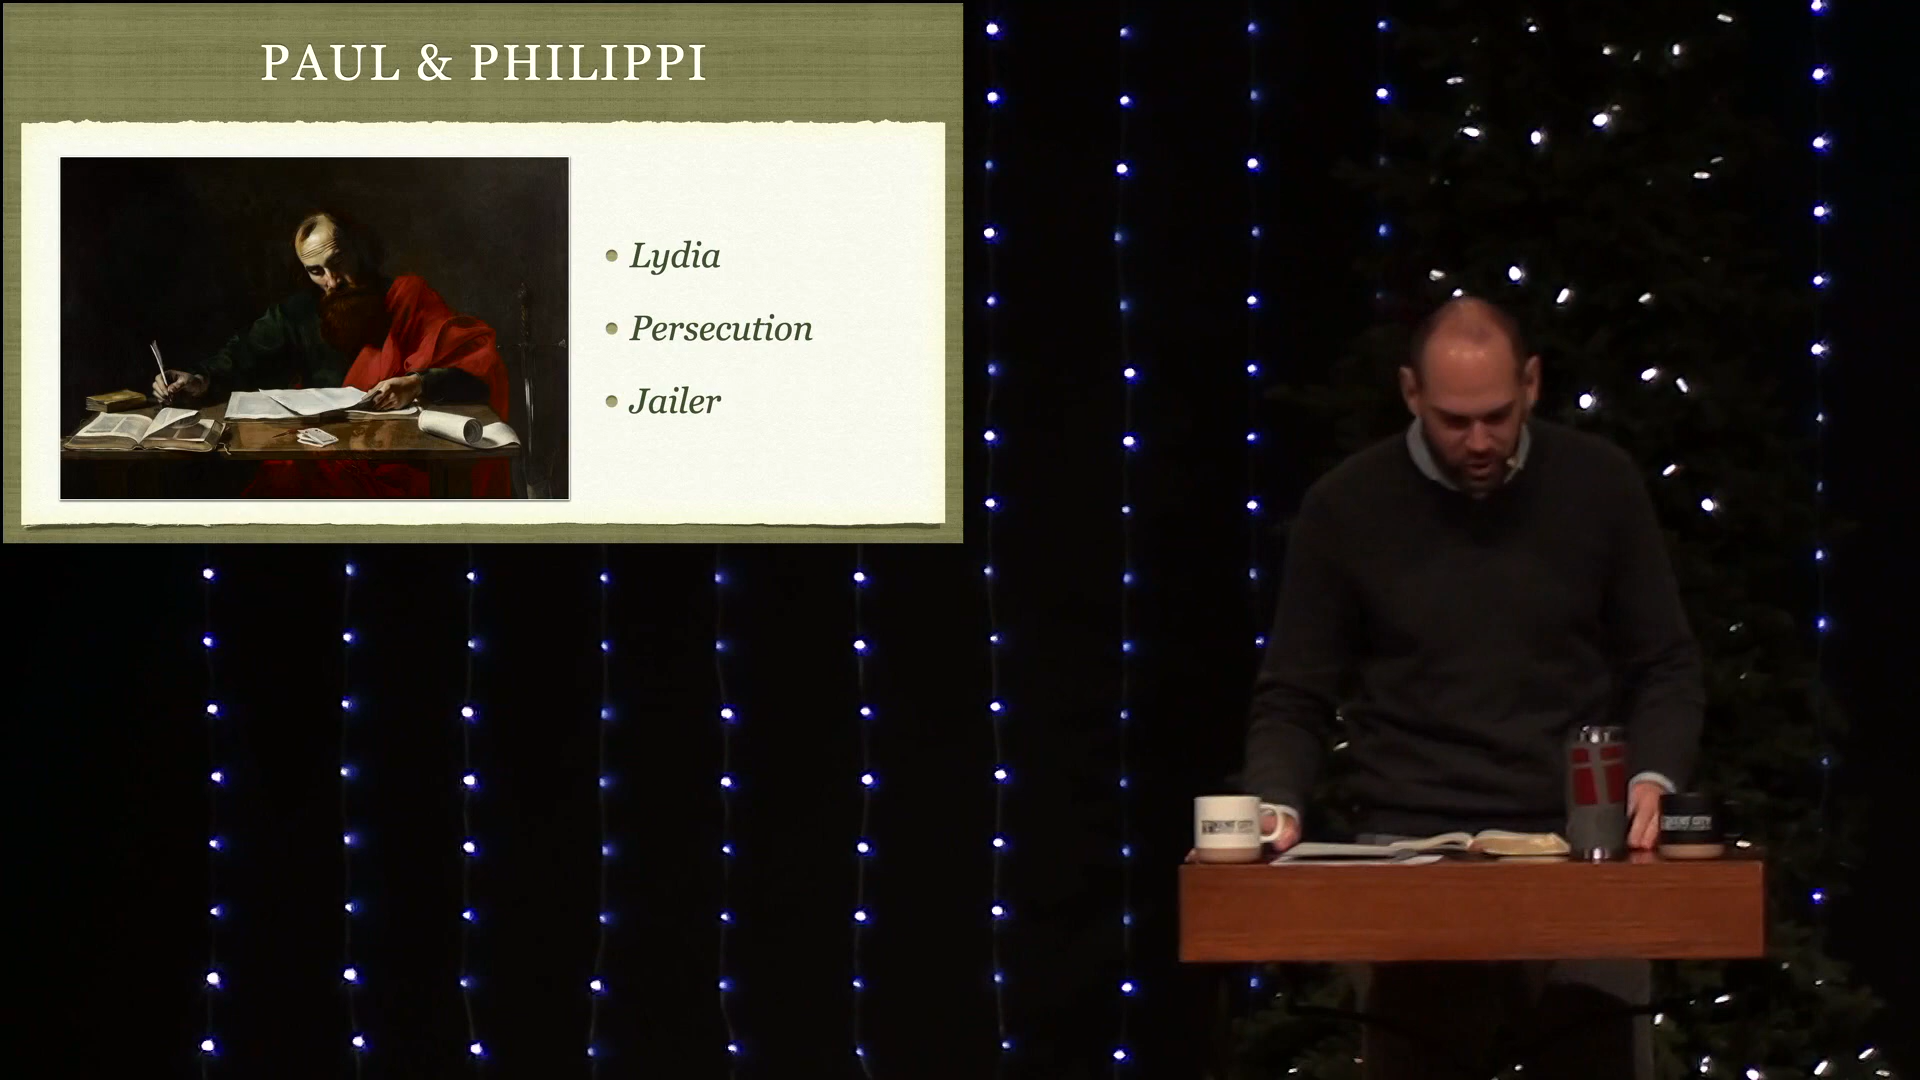 PAUL & PHILIPPI
• Lydia
• Persecution
• Jailer